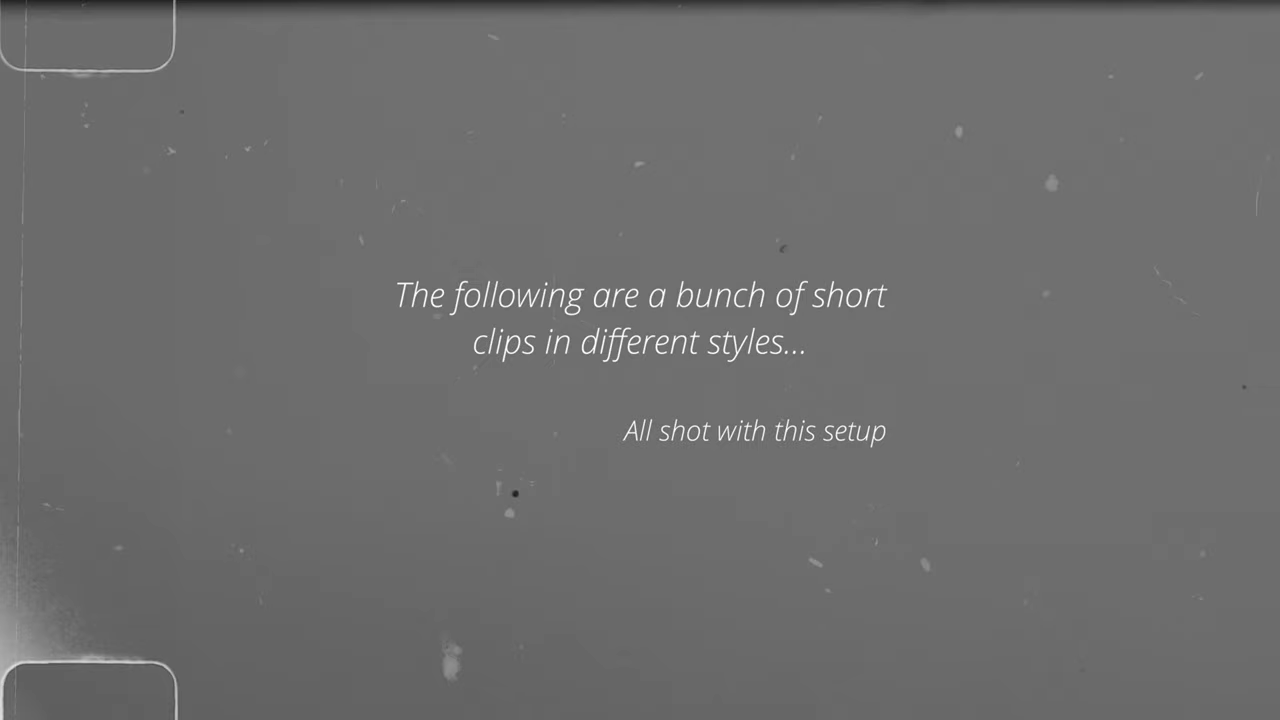 The following are a bunch of short
clips in different styles...
All shot with this setup